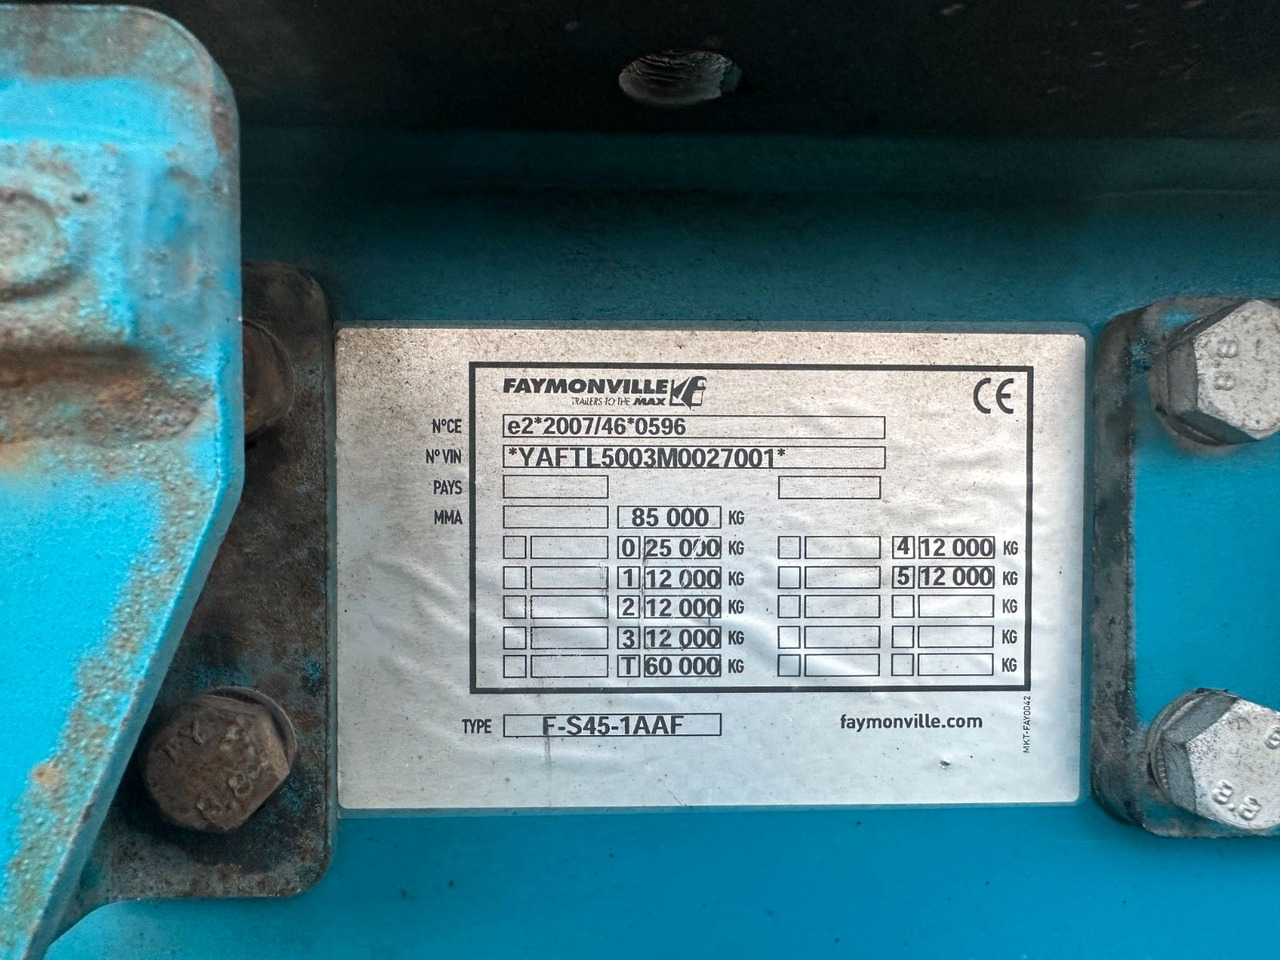 FAYMONVILLE
TRAILERS TO THE MAX
CE
N°CE e2*2007/46*0596
N° VIN *YAFTL5003M0027001*
PAYS
MMA 85 000 KG
0 25 000 KG 4 12 000 KG
1 12 000 KG 5 12 000 KG
2 12 000 KG KG
3 12 000 KG KG
T 60 000 KG KG
TYPE F-S45-1AAF faymonville.com
MKT-FAY0042
8.8